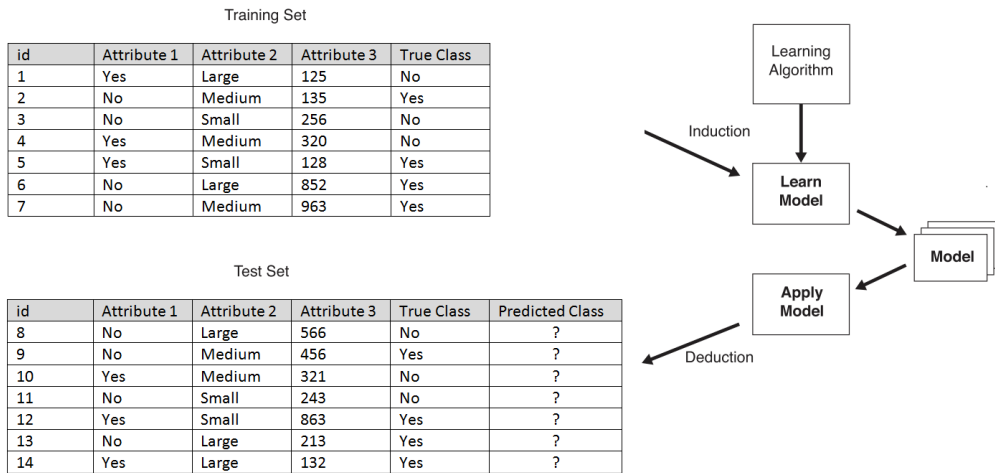 Training Set
id Attribute 1 Attribute 2 Attribute 3 True Class
1 Yes Large 125 No
2 No Medium 135 Yes
3 No Small 256 No
4 Yes Medium 320 No
5 Yes Small 128 Yes
6 No Large 852 Yes
7 No Medium 963 Yes
Test Set
id Attribute 1 Attribute 2 Attribute 3 True Class Predicted Class
8 No Large 566 No ?
9 No Medium 456 Yes ?
10 Yes Medium 321 No ?
11 No Small 243 No ?
12 Yes Small 863 Yes ?
13 No Large 213 Yes ?
14 Yes Large 132 Yes ?
Learning
Algorithm
Induction
Learn
Model
Model
Apply
Model
Deduction